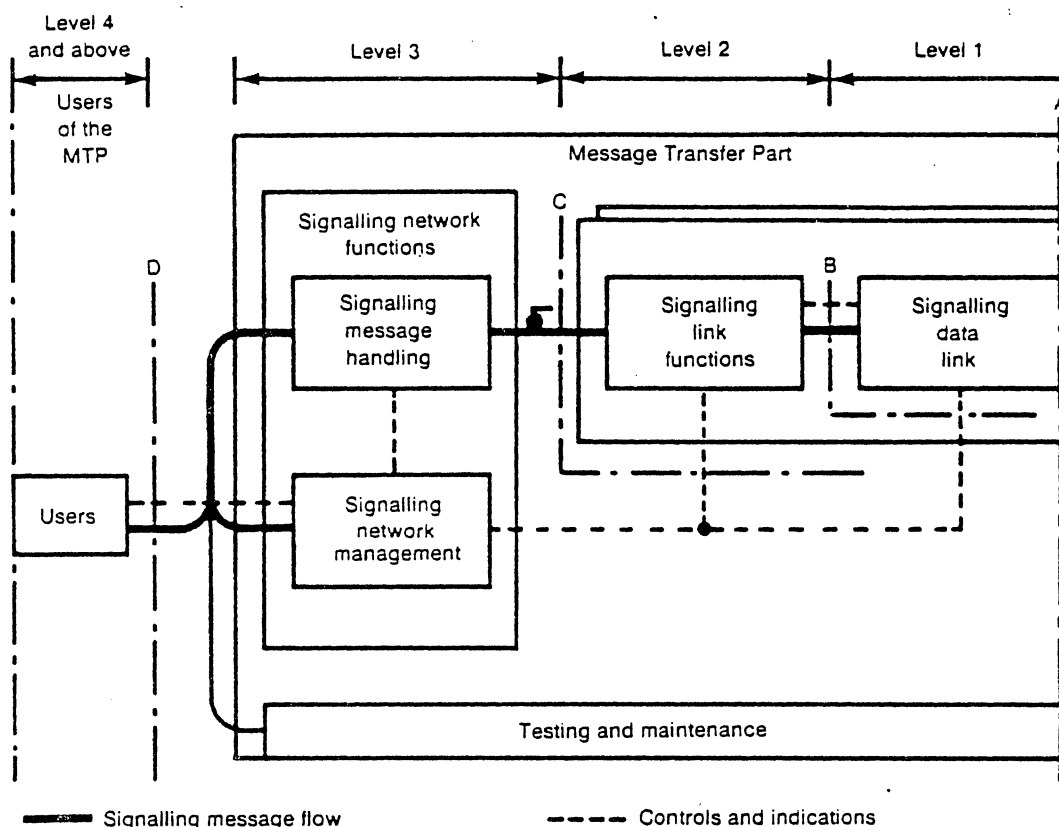 Level 4
and above
Level 3
Level 2
Level 1
Users
of the
MTP
A
Message Transfer Part
C
Signalling network
functions
D
B
Signalling
message
handling
Signalling
link
functions
Signalling
data
link
Users
Signalling
network
management
Testing and maintenance
Signalling message flow
Controls and indications